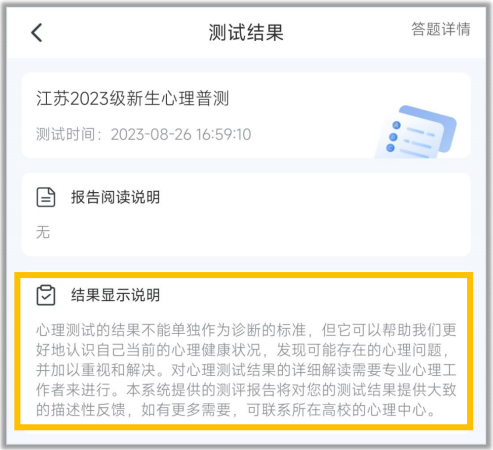 测试结果
答题详情
江苏2023级新生心理普测
测试时间：2023-08-26 16:59:10
报告阅读说明
无
结果显示说明
心理测试的结果不能单独作为诊断的标准，但它可以帮助我们更
好地认识自己当前的心理健康状况，发现可能存在的心理问题，
并加以重视和解决。对心理测试结果的详细解读需要专业心理工
作者来进行。本系统提供的测评报告将对您的测试结果提供大致
的描述性反馈，如有更多需要，可联系所在高校的心理中心。